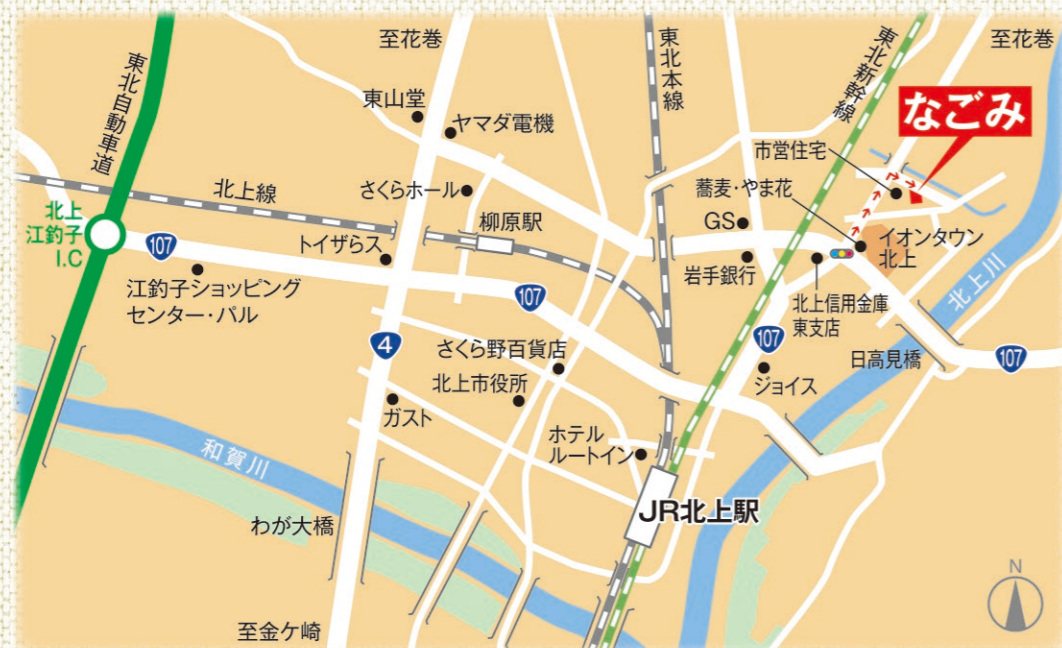 至花巻
東北本線
東北新幹線
至花巻
東北自動車道
東山堂
ヤマダ電機
なごみ
市営住宅
北上線
さくらホール
蕎麦・やま花
柳原駅
GS
北上
江釣子
I.C
107
トイザらス
イオンタウン
北上
岩手銀行
江釣子ショッピング
センター・パル
107
北上信用金庫
東支店
北上川
4
さくら野百貨店
107
日高見橋
107
北上市役所
ジョイス
ガスト
ホテル
ルートイン
和賀川
JR北上駅
わが大橋
N
至金ケ崎